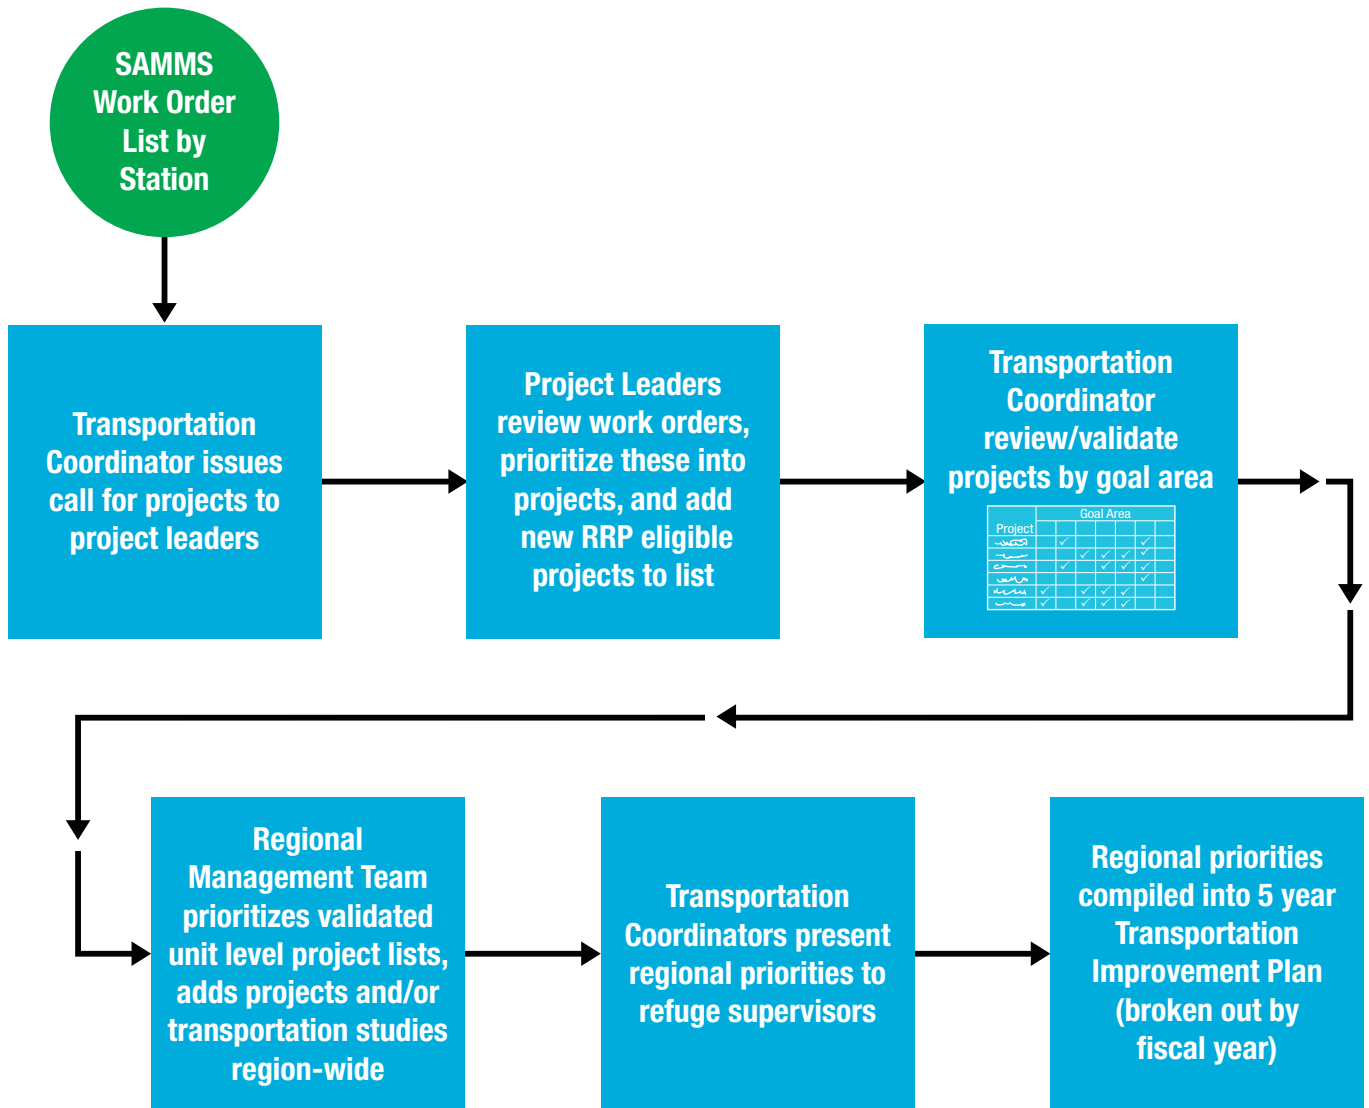 SAMMS
Work Order
List by
Station
Transportation
Coordinator issues
call for projects to
project leaders
Project Leaders
review work orders,
prioritize these into
projects, and add
new RRP eligible
projects to list
Transportation
Coordinator
review/validate
projects by goal area
Goal Area
Project
Regional
Management Team
prioritizes validated
unit level project lists,
adds projects and/or
transportation studies
region-wide
Transportation
Coordinators present
regional priorities to
refuge supervisors
Regional priorities
compiled into 5 year
Transportation
Improvement Plan
(broken out by
fiscal year)